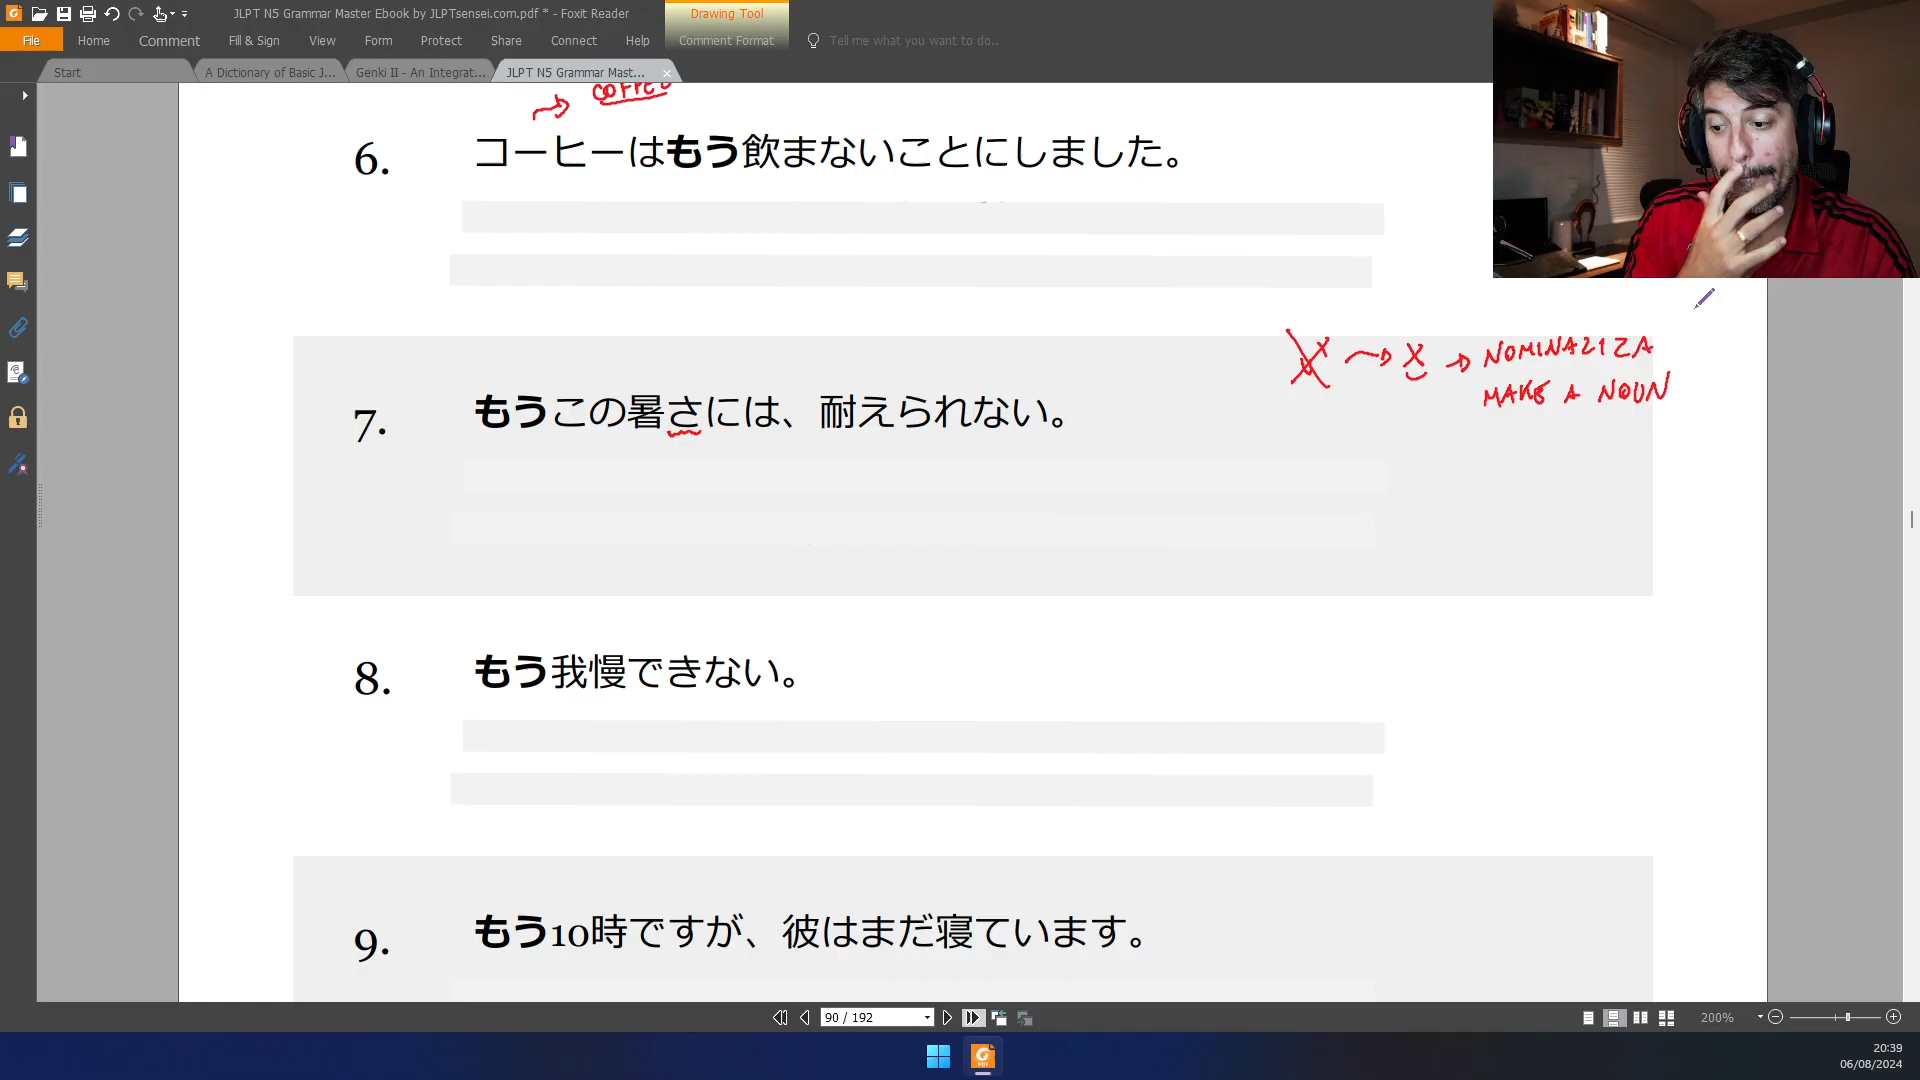 JLPT N5 Grammar Master Ebook by JLPTsensei.com.pdf * - Foxit Reader
Drawing Tool
File
Home
Comment
Fill & Sign
View
Form
Protect
Share
Connect
Help
Comment Format
Tell me what you want to do..
Start
A Dictionary of Basic J...
Genki II - An Integrat...
JLPT N5 Grammar Mast...
6. コーヒーはもう飲まないことにしました。
X → X → NOMINALIZA
MAKE A NOUN
7. もうこの暑さには、耐えられない。
8. もう我慢できない。
9. もう10時ですが、彼はまだ寝ています。
90 / 192
200%
20:39
06/08/2024